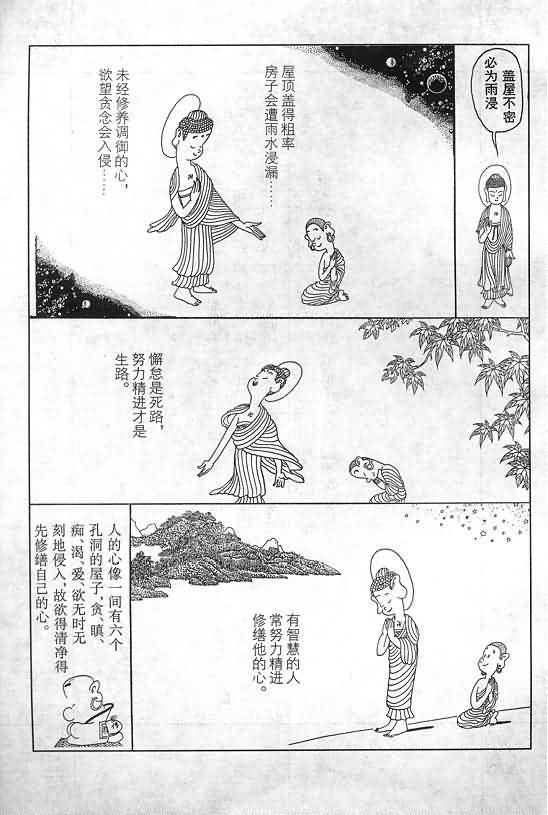 盖屋不密
必为雨浸
屋顶盖得粗率
房子会遭雨水浸漏……
未经修养调御的心，
欲望贪念会入侵……
懈怠是死路，
努力精进才是
生路。
有智慧的人
常努力精进
修缮他的心。
人的心像一间有六个
孔洞的屋子，贪、瞋、
痴、渴、爱、欲无时无
刻地侵入，故欲得清净得
先修缮自己的心。